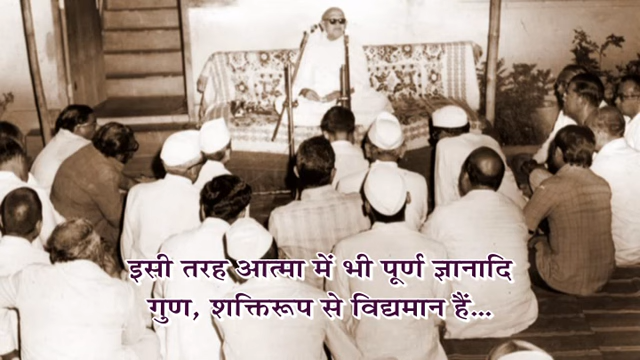 इसी तरह आत्मा में भी पूर्ण ज्ञानादि
गुण, शक्तिरूप से विद्यमान हैं...